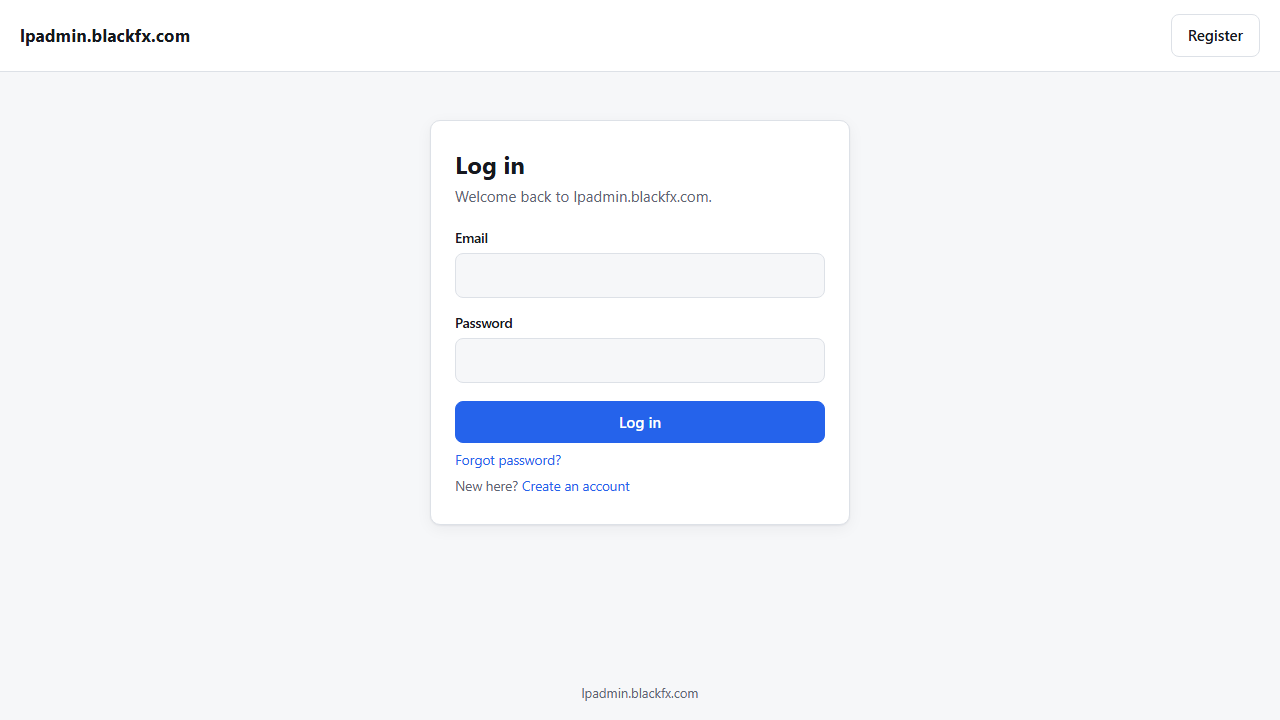 lpadmin.blackfx.com
Register
Log in
Welcome back to lpadmin.blackfx.com.
Email
Password
Log in
Forgot password?
New here? Create an account
lpadmin.blackfx.com